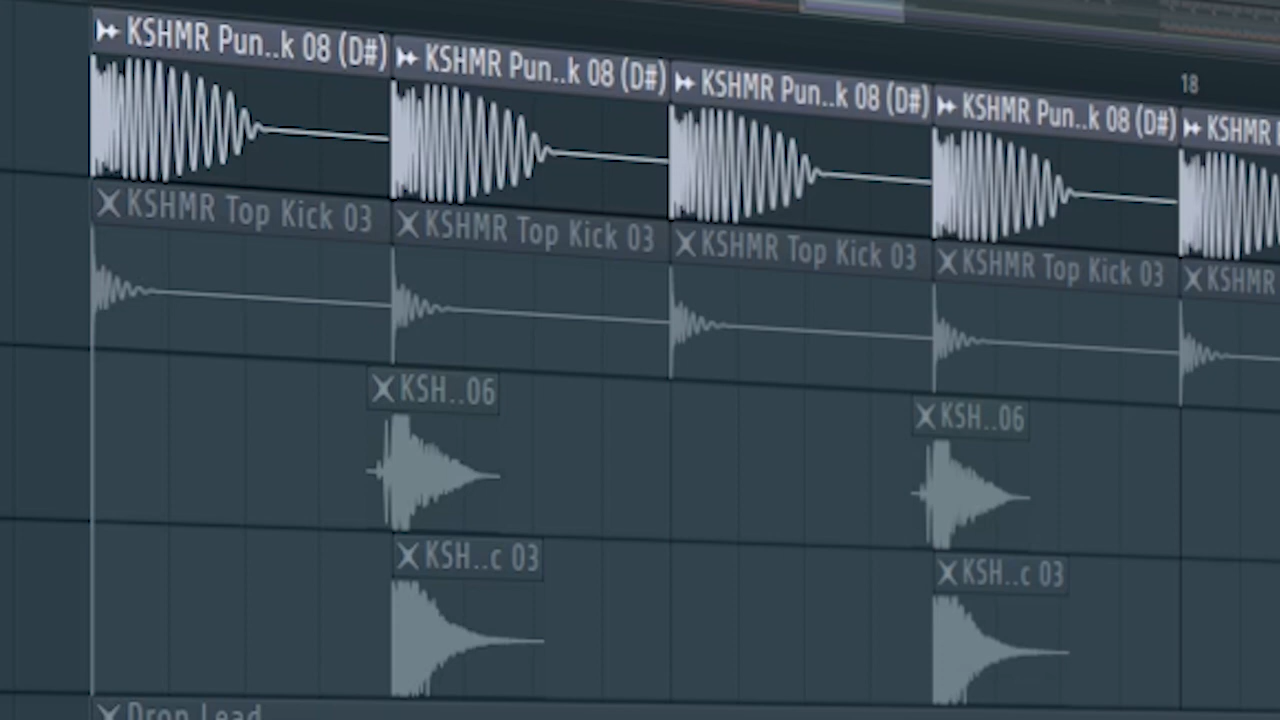 18
KSHMR Pun..k 08 (D#) KSHMR Pun..k 08 (D#) KSHMR Pun..k 08 (D#) KSHMR Pun..k 08 (D#) KSHMR
KSHMR Top Kick 03 KSHMR Top Kick 03 KSHMR Top Kick 03 KSHMR Top Kick 03 KSHMR
KSH..06 KSH..06
KSH..c 03 KSH..c 03
Drop Lead